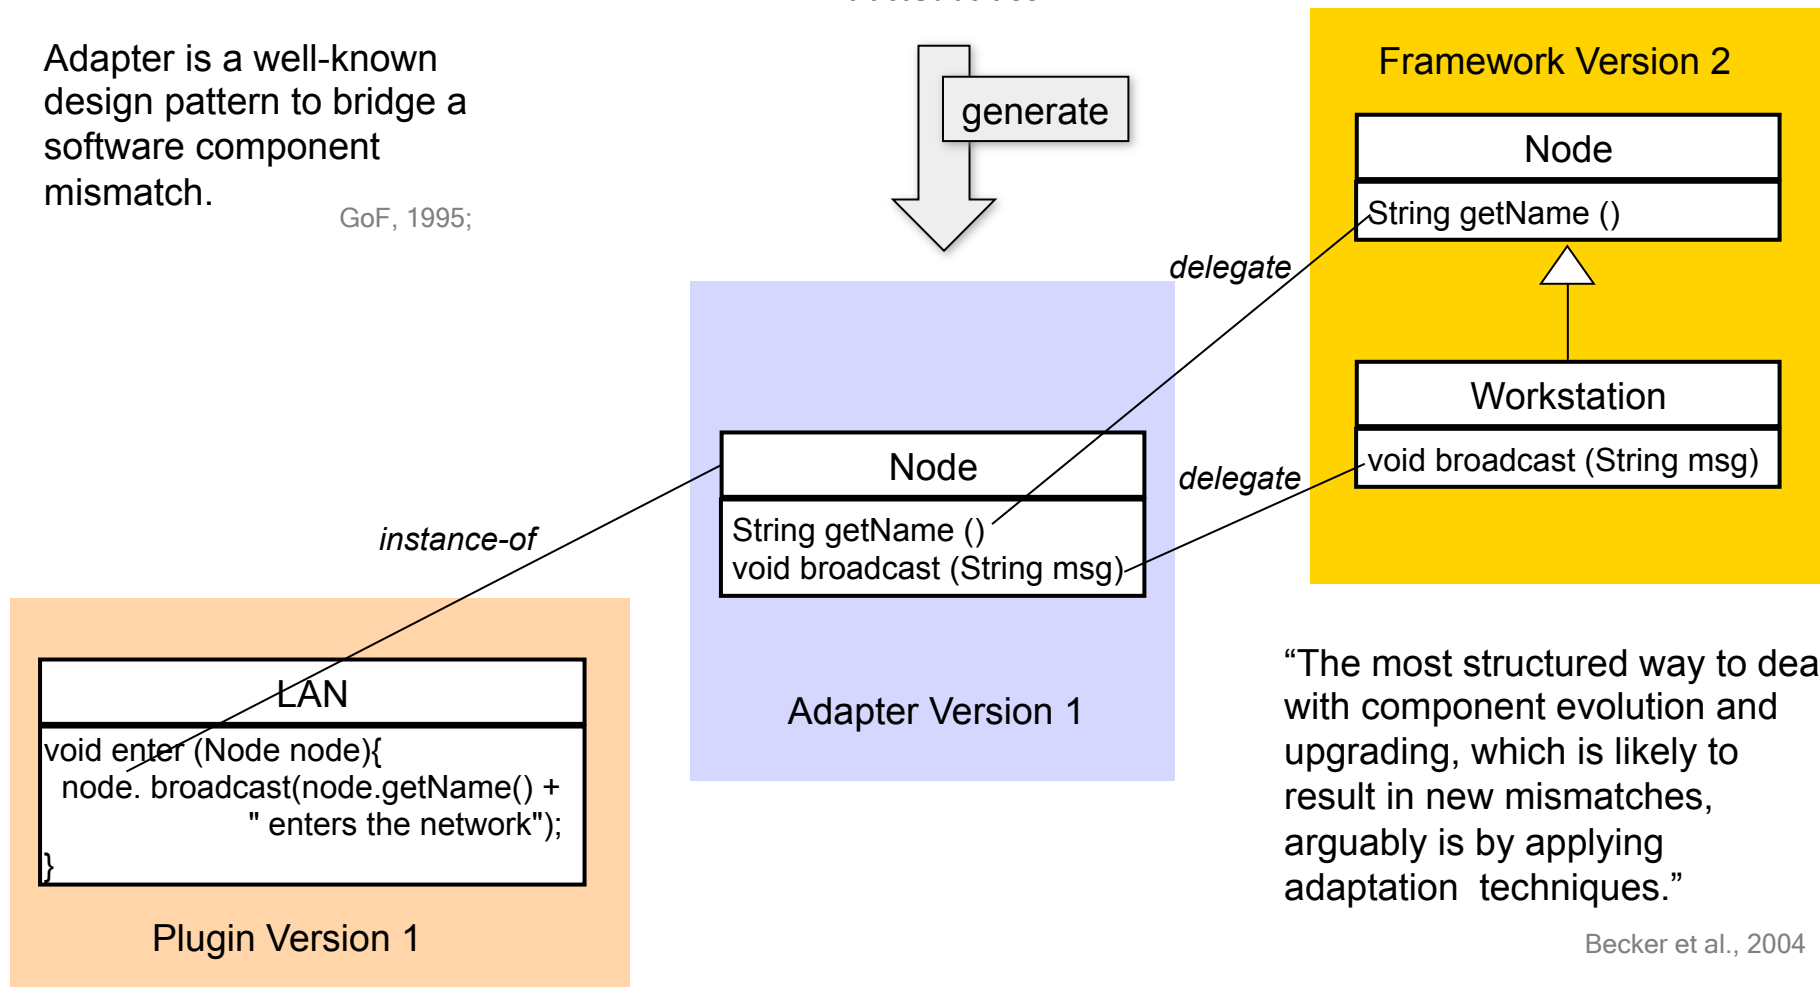 Adapter is a well-known
design pattern to bridge a
software component
mismatch.
GoF, 1995;
generate
Framework Version 2
Node
String getName ()
delegate
Workstation
void broadcast (String msg)
delegate
Node
String getName ()
void broadcast (String msg)
Adapter Version 1
instance-of
LAN
void enter (Node node){
node. broadcast(node.getName() +
" enters the network");
}
Plugin Version 1
“The most structured way to dea
with component evolution and
upgrading, which is likely to
result in new mismatches,
arguably is by applying
adaptation techniques.”
Becker et al., 2004